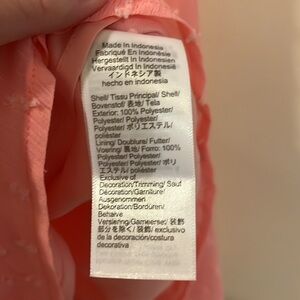 Made In Indonesia
Fabriqué En Indonésie
Hergestellt In Indonesien
Vervaardigd In Indonesië
インドネシア製
hecho en indonesia
Shell/ Tissu Principal/ Shell/
Bovenstof/ 表地/ Tela
Exterior: 100% Polyester/
Polyester/ Polyester/
Polyester/ ポリエステル/
poliéster
Lining/ Doublure/ Futter/
Voering/ 裏地/ Forro: 100%
Polyester/ Polyester/
Polyester/ Polyester/ ポリ
エステル/ poliéster
Exclusive of
Decoration/Trimming/ Sauf
Décoration/Garniture/
Ausgenommen
Dekoration/Bordüren/
Behalve
Versiering/Garneersel/ 装飾
部分を除く/ 装飾/ exclusivo
de la decoración/costura
decorativa